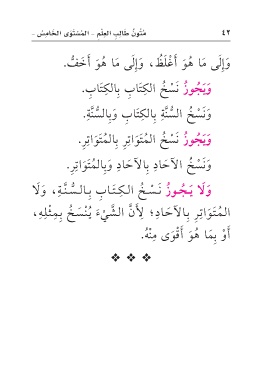 ٤٢ مُتُونُ طَالِبِ العِلْمِ - المُسْتَوَى الخَامِسُ -
وَإِلَى مَا هُوَ أَغْلَظُ، وَإِلَى مَا هُوَ أَخَفُّ.
وَيَجُوزُ نَسْخُ الكِتَابِ بِالكِتَابِ.
وَنَسْخُ السُّنَّةِ بِالكِتَابِ وَبِالسُّنَّةِ.
وَيَجُوزُ نَسْخُ المُتَوَاتِرِ بِالمُتَوَاتِرِ.
وَنَسْخُ الآحَادِ بِالآحَادِ وَبِالمُتَوَاتِرِ.
وَلَا يَجُوزُ نَسْخُ الكِتَابِ بِالسُّنَّةِ، وَلَا
المُتَوَاتِرِ بِالآحَادِ؛ لِأَنَّ الشَّيْءَ يُنْسَخُ بِمِثْلِهِ،
أَوْ بِمَا هُوَ أَقْوَى مِنْهُ.